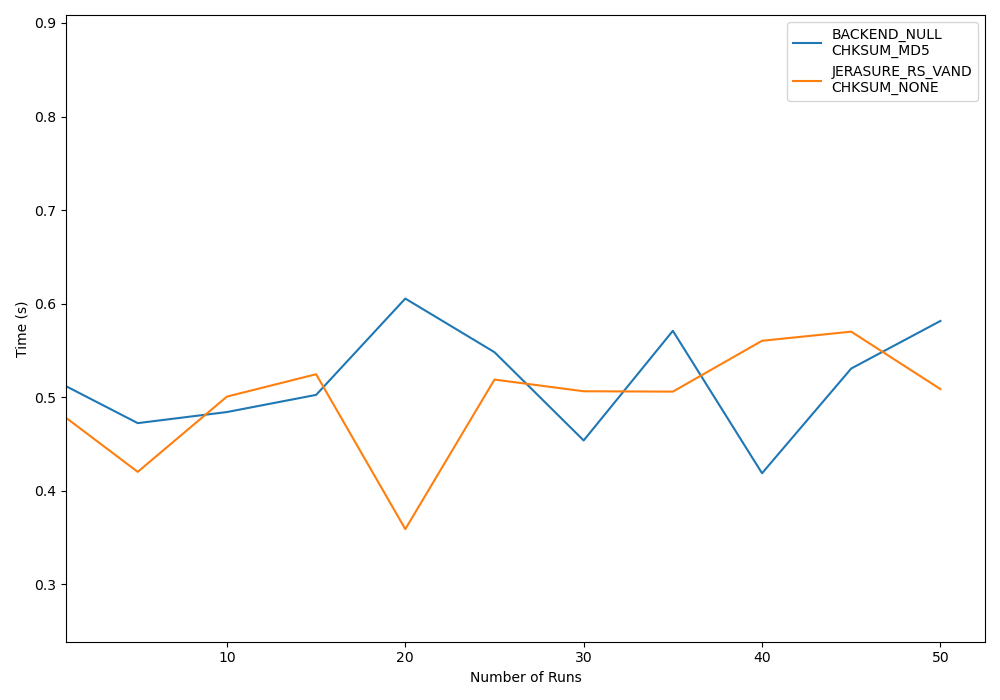 0.9
0.8
0.7
0.6
0.5
0.4
0.3
Time (s)
10 20 30 40 50
Number of Runs
BACKEND_NULL
CHKSUM_MD5
JERASURE_RS_VAND
CHKSUM_NONE